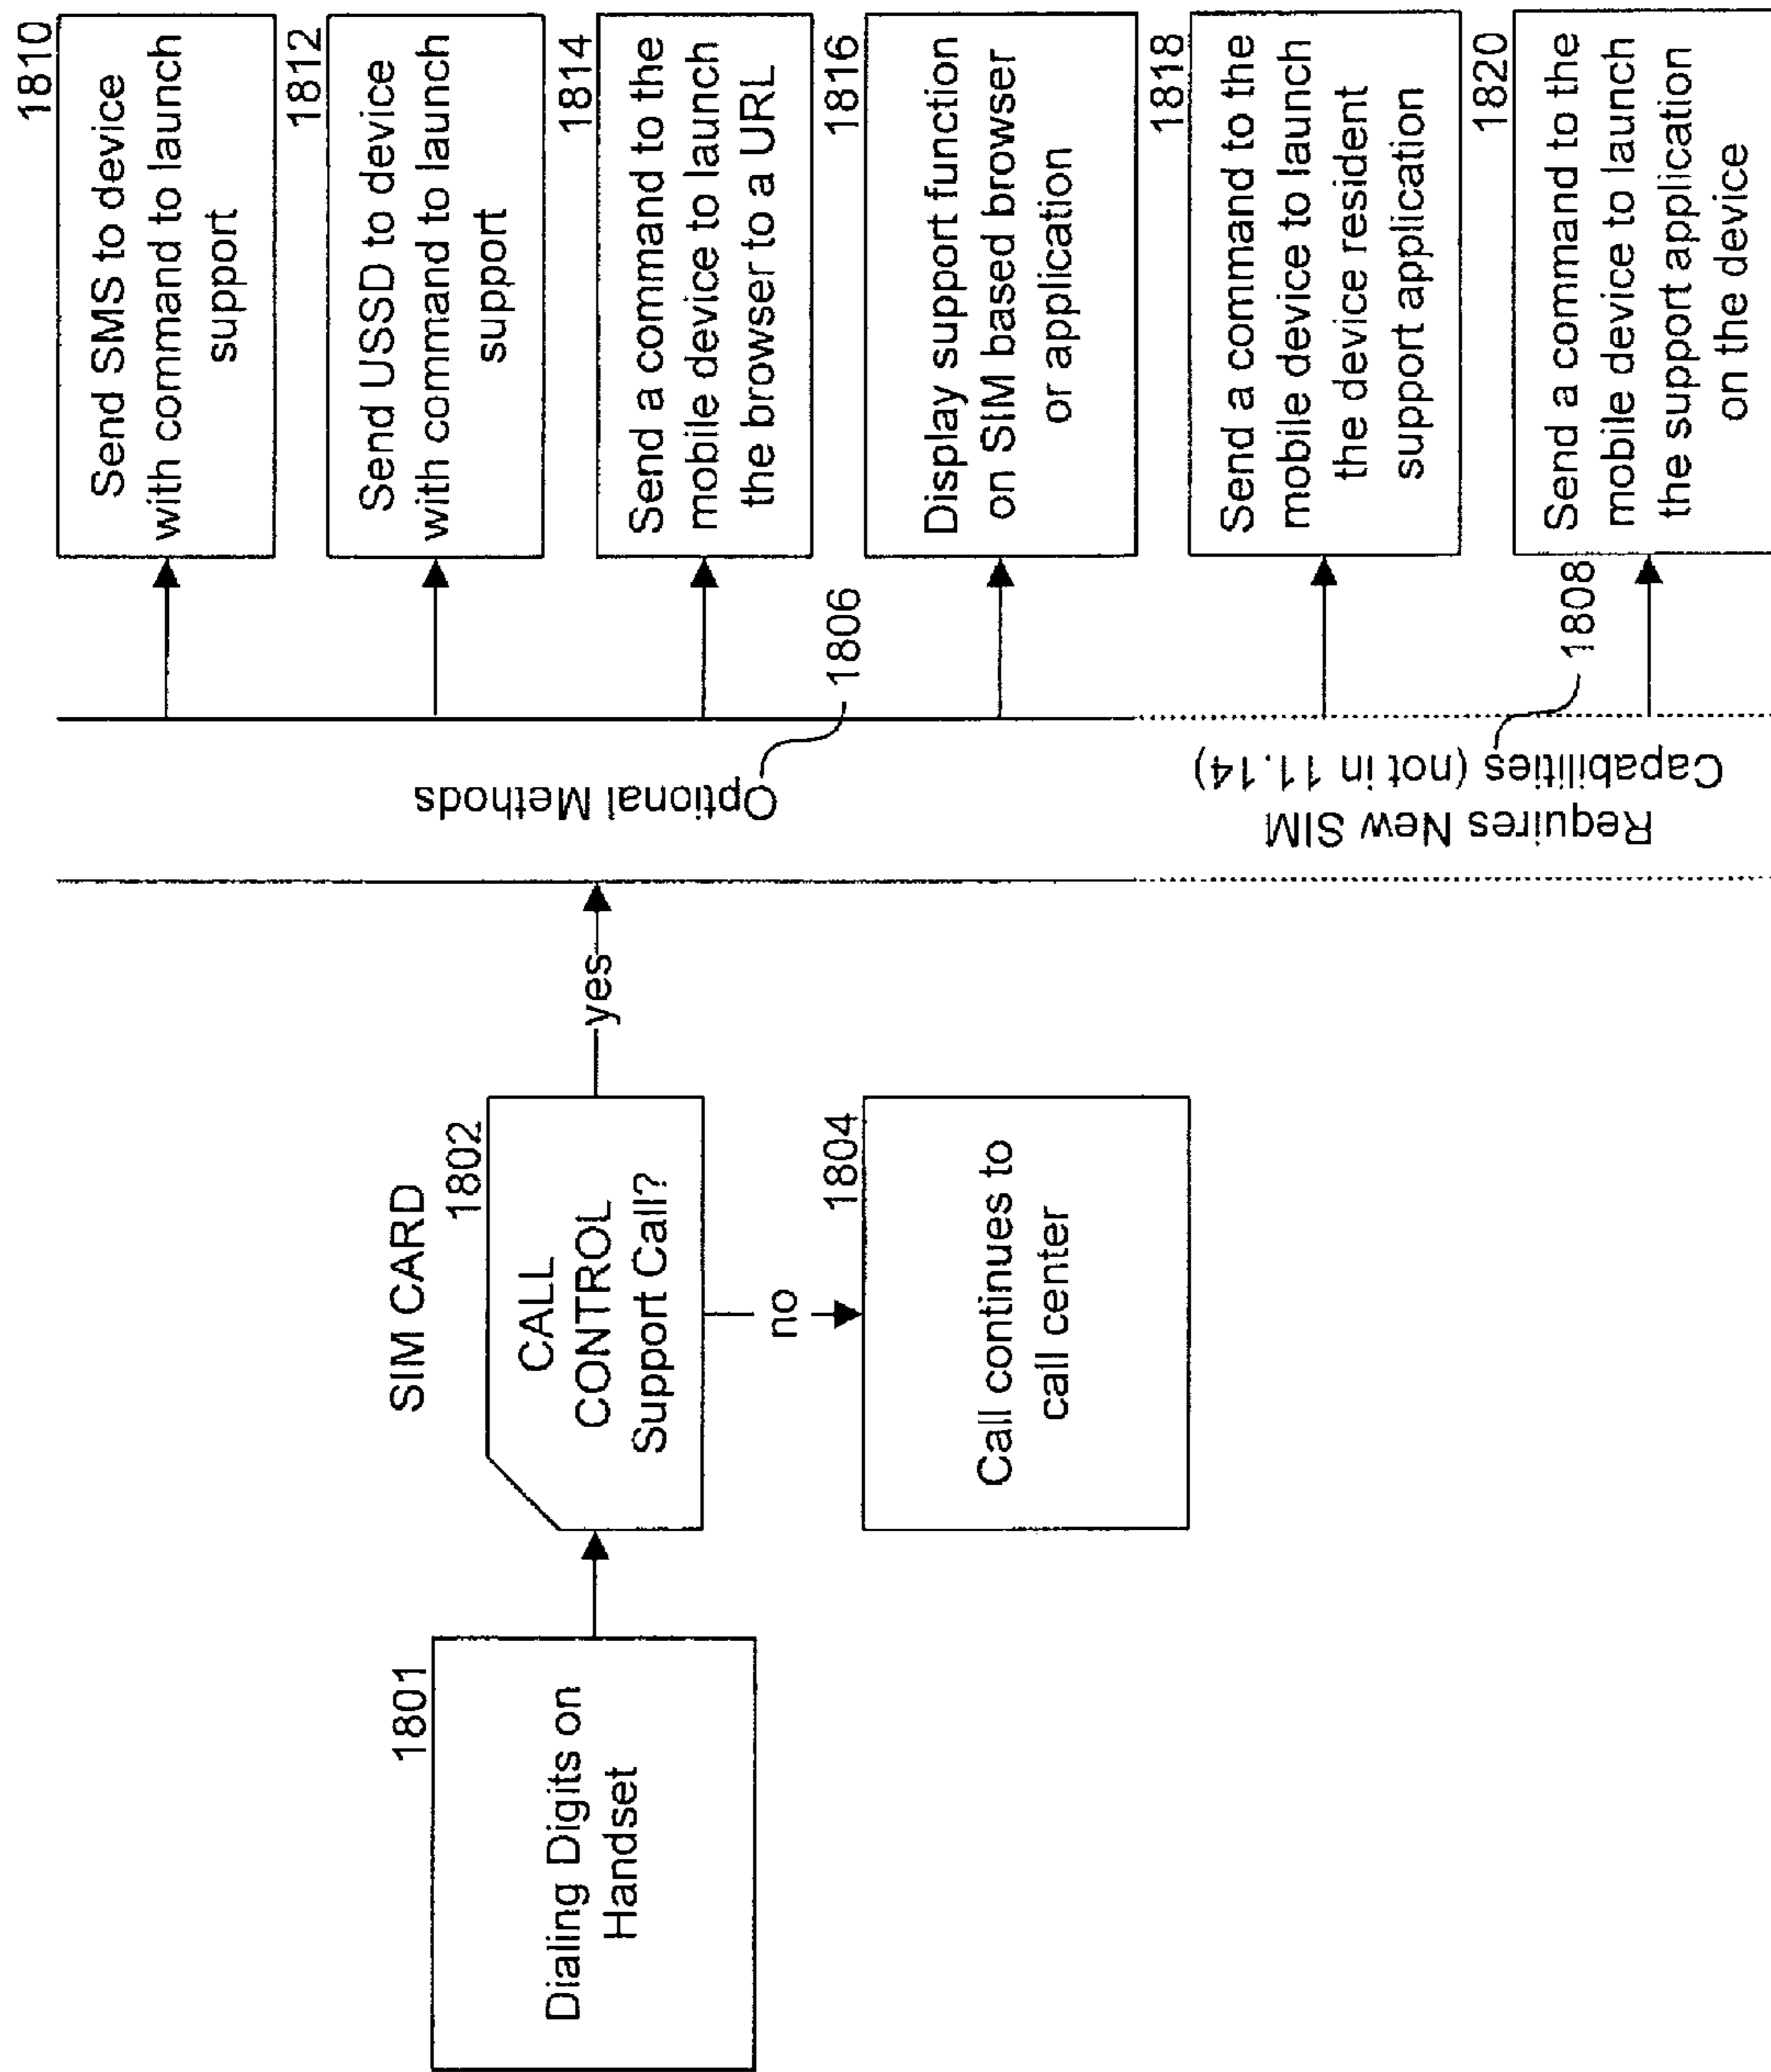 1801
Dialing Digits on
Handset
SIM CARD
1802
CALL
CONTROL
Support Call?
yes
no
1804
Call continues to
call center
Optional Methods
1806
Requires New SIM
Capabilities (not in 11.14)
1808
1810
Send SMS to device
with command to launch
support
1812
Send USSD to device
with command to launch
support
1814
Send a command to the
mobile device to launch
the browser to a URL
1816
Display support function
on SIM based browser
or application
1818
Send a command to the
mobile device to launch
the device resident
support application
1820
Send a command to the
mobile device to launch
the support application
on the device